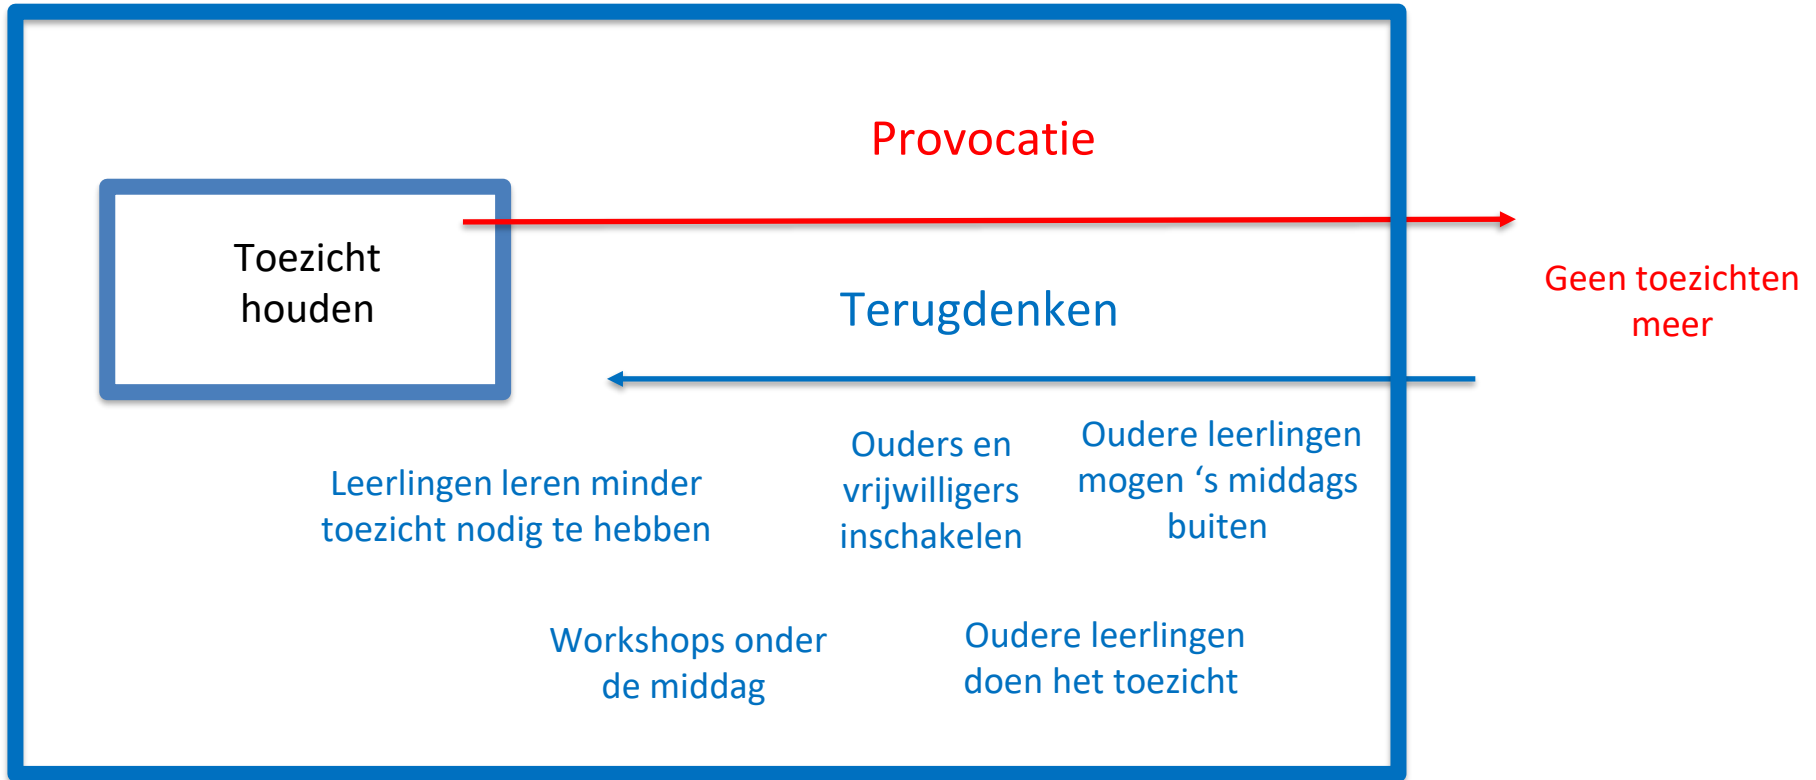 Provocatie
Toezicht
houden
Terugdenken
Geen toezichten
meer
Leerlingen leren minder
toezicht nodig te hebben
Ouders en
vrijwilligers
inschakelen
Oudere leerlingen
mogen ‘s middags
buiten
Workshops onder
de middag
Oudere leerlingen
doen het toezicht